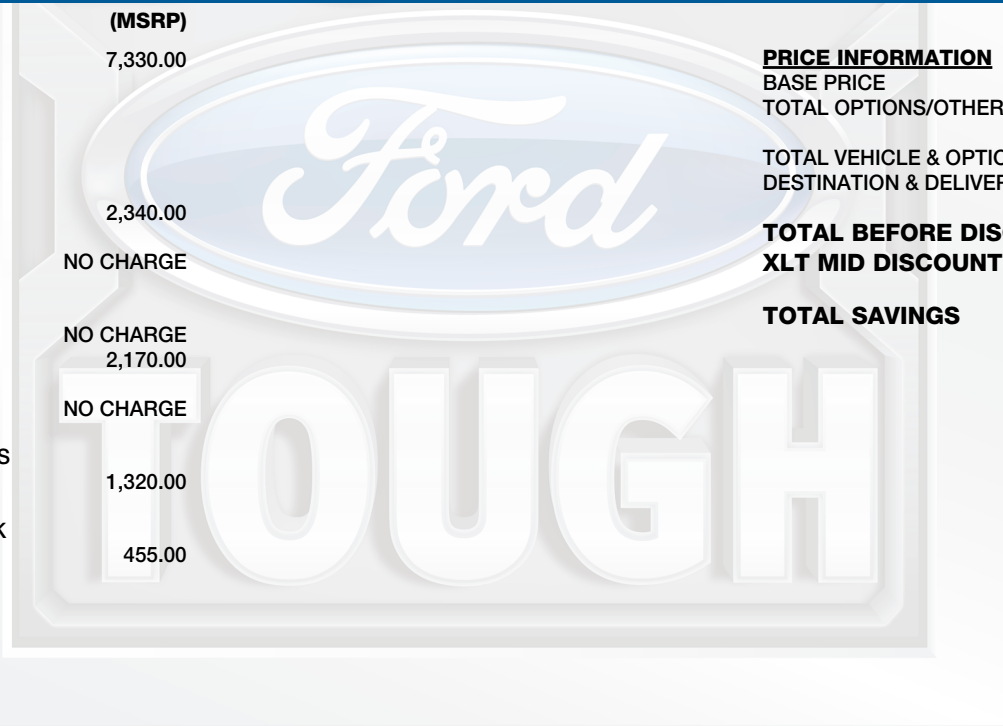 (MSRP)
7,330.00
2,340.00
NO CHARGE
NO CHARGE
2,170.00
NO CHARGE
S
1,320.00
K
455.00
PRICE INFORMATION
BASE PRICE
TOTAL OPTIONS/OTHER
TOTAL VEHICLE & OPTIO
DESTINATION & DELIVER
TOTAL BEFORE DIS
XLT MID DISCOUNT
TOTAL SAVINGS
Ford
TOUGH